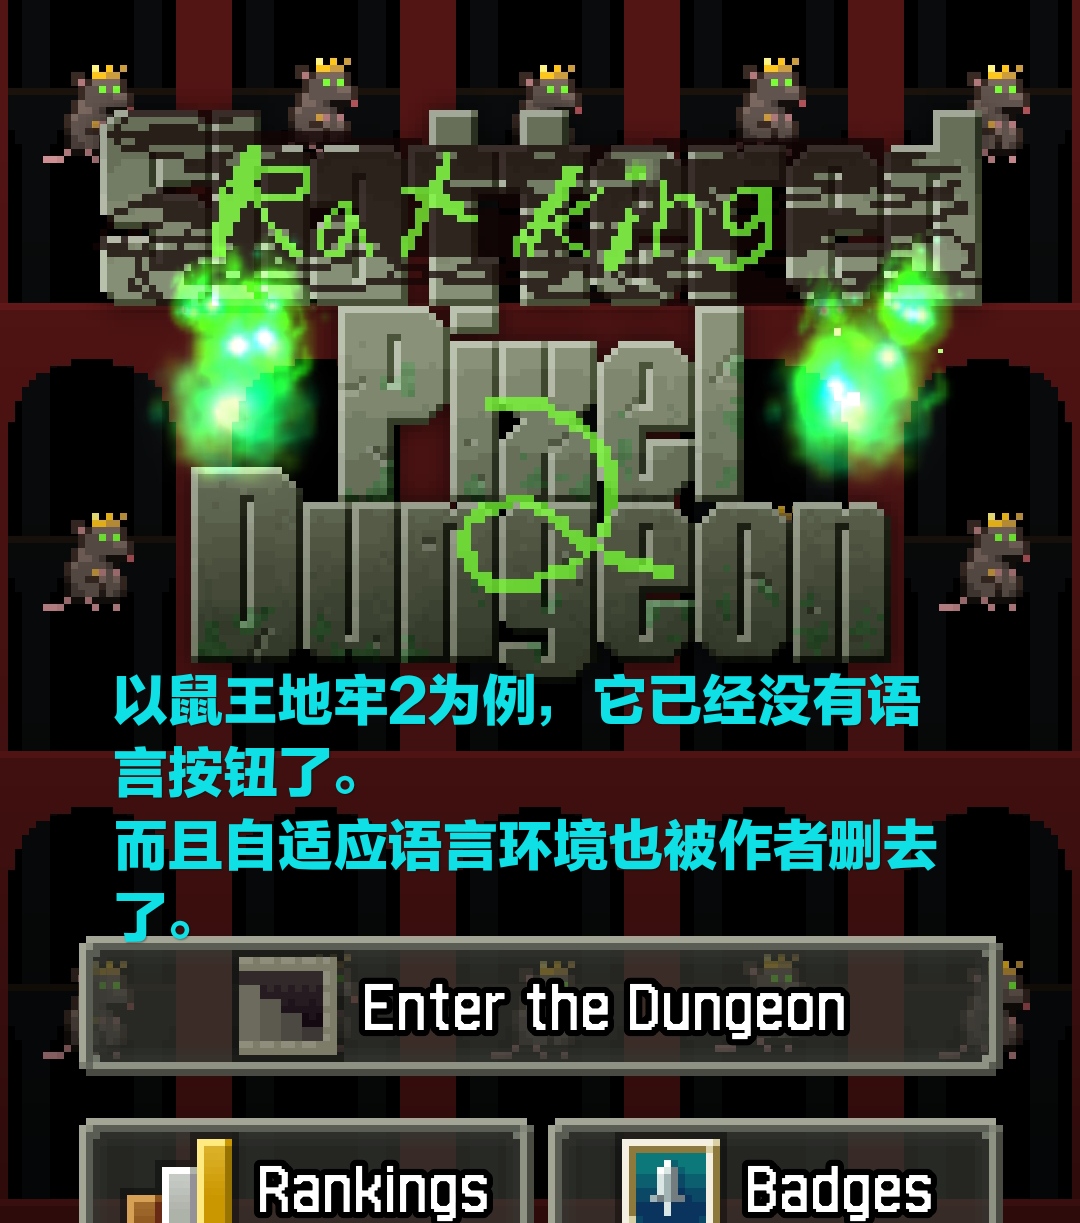 Rat King
Pixel
Dungeon
2
以鼠王地牢2为例，它已经没有语
言按钮了。
而且自适应语言环境也被作者删去
了。
Enter the Dungeon
Rankings
Badges